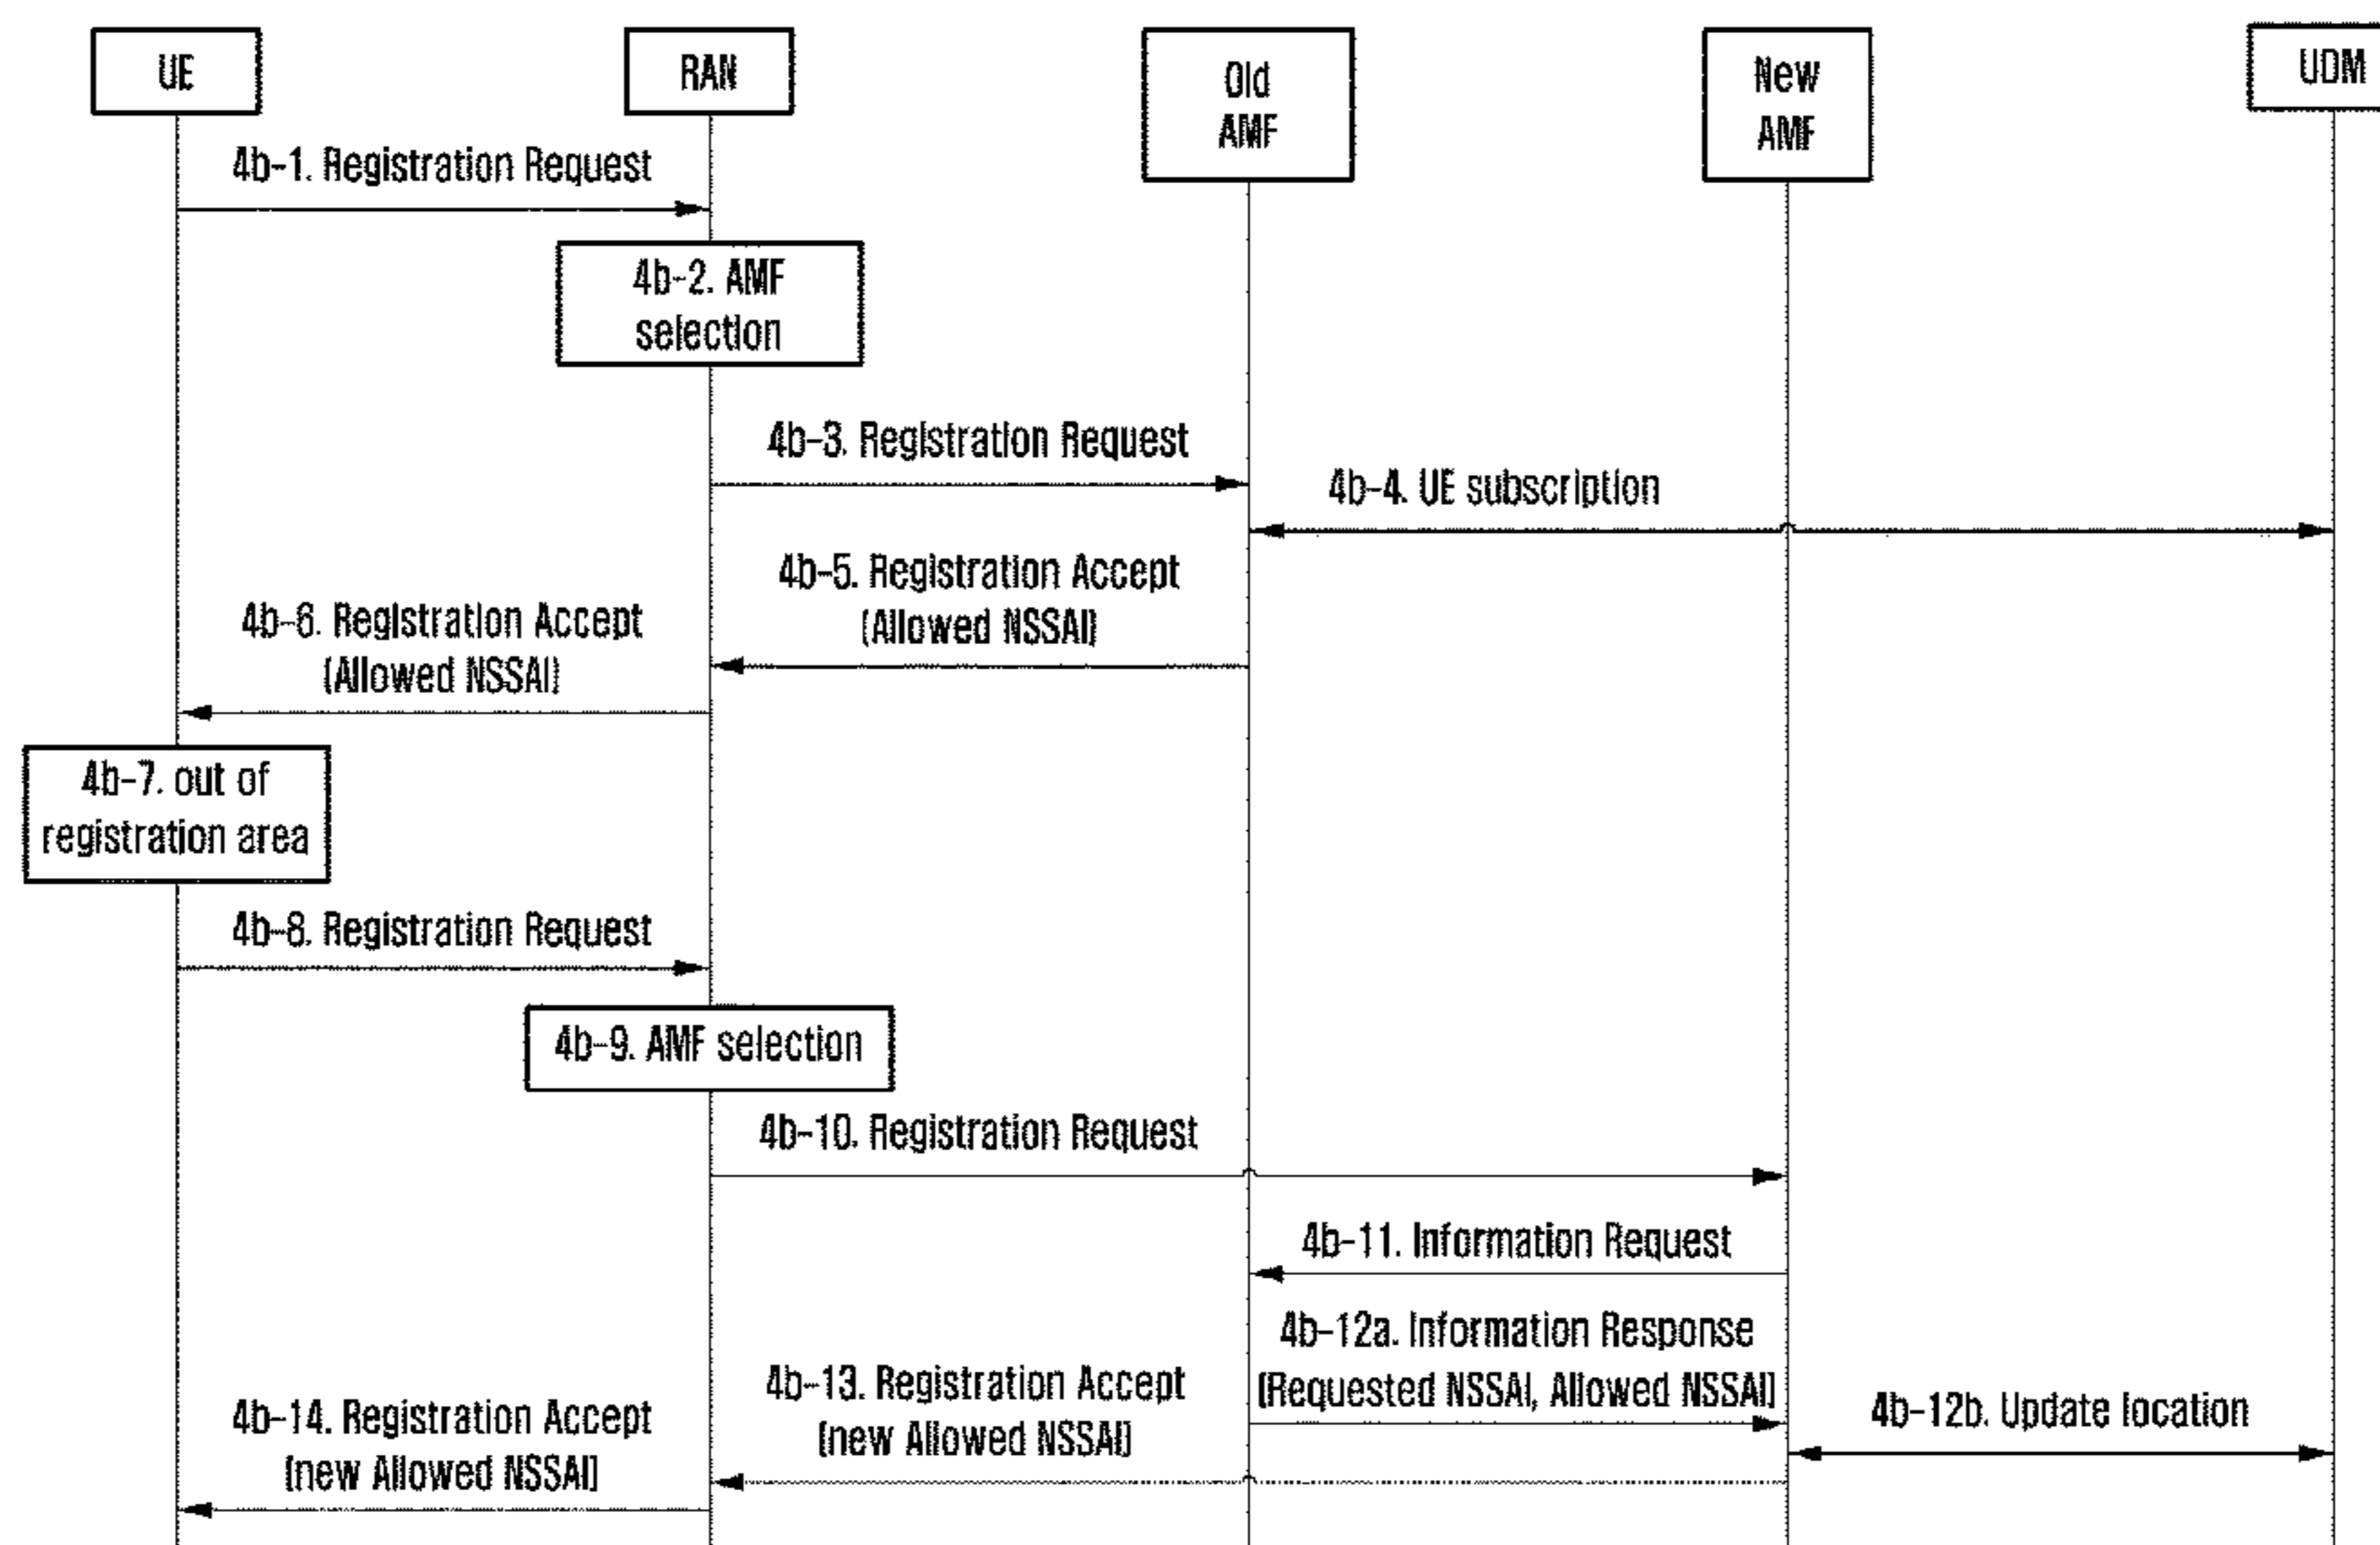 UE
RAN
Old
AMF
New
AMF
UDM
4b-1. Registration Request
4b-2. AMF
selection
4b-3. Registration Request
4b-4. UE subscription
4b-5. Registration Accept
(Allowed NSSAI)
4b-6. Registration Accept
(Allowed NSSAI)
4b-7. out of
registration area
4b-8. Registration Request
4b-9. AMF selection
4b-10. Registration Request
4b-11. Information Request
4b-12a. Information Response
(Requested NSSAI, Allowed NSSAI)
4b-12b. Update location
4b-13. Registration Accept
(new Allowed NSSAI)
4b-14. Registration Accept
(new Allowed NSSAI)